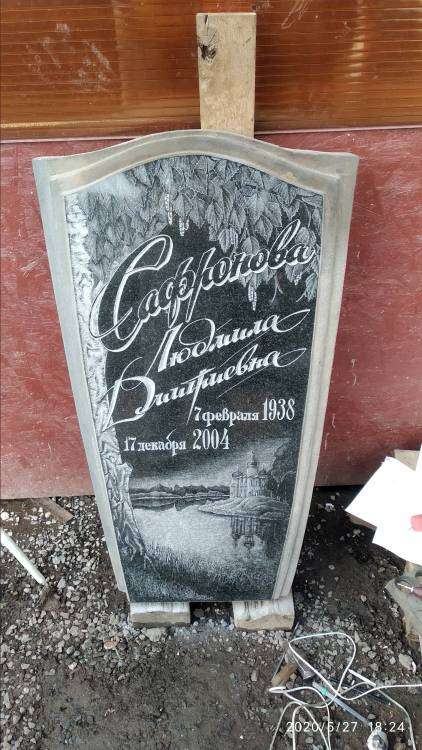 Сафронова
Людмила
Дмитриевна
7 февраля 1938
17 декабря 2004
2020/5/27 18:24